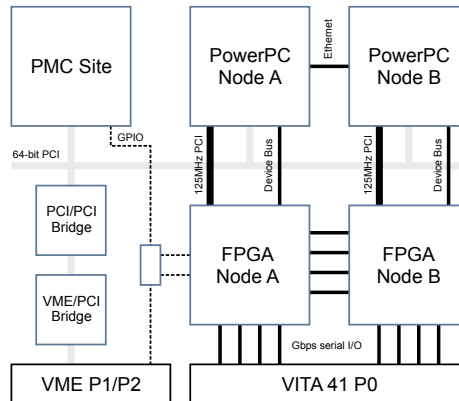 PMC Site
PowerPC
Node A
Ethernet
PowerPC
Node B
GPIO
64-bit PCI
125MHz PCI
Device Bus
125MHz PCI
Device Bus
PCI/PCI
Bridge
FPGA
Node A
FPGA
Node B
VME/PCI
Bridge
Gbps serial I/O
VME P1/P2
VITA 41 P0